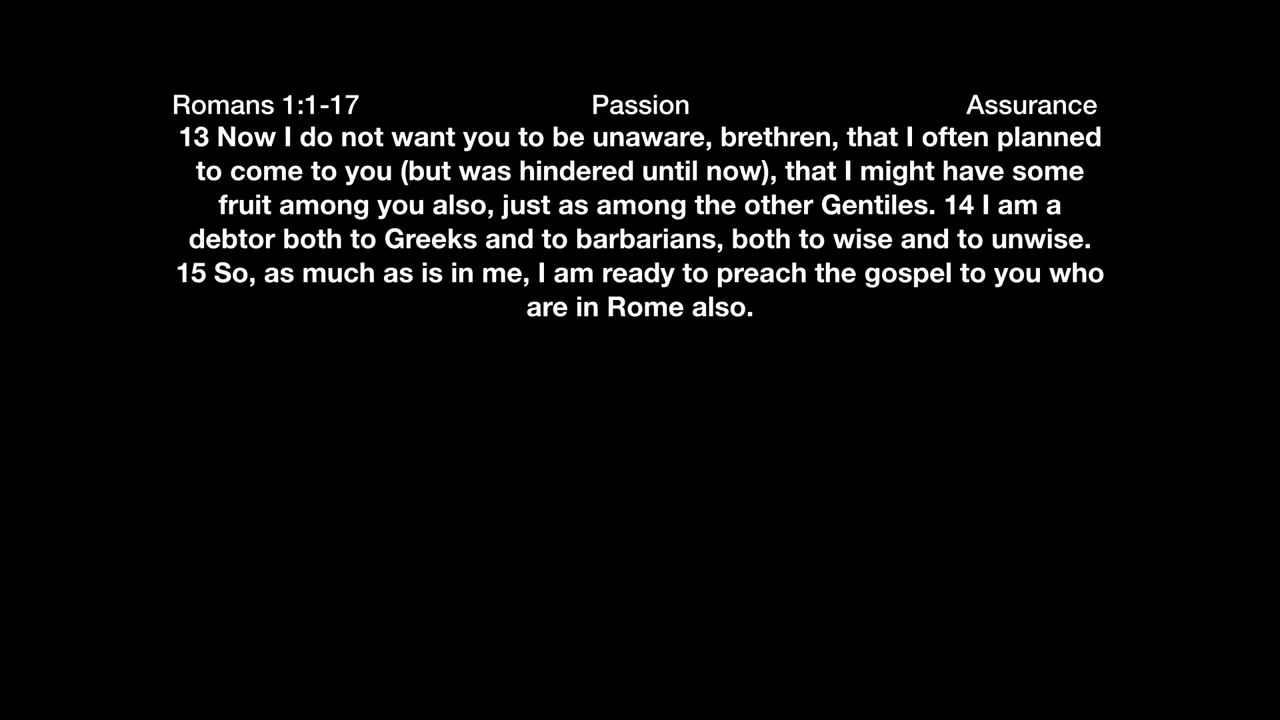 Romans 1:1-17 Passion Assurance
13 Now I do not want you to be unaware, brethren, that I often planned
to come to you (but was hindered until now), that I might have some
fruit among you also, just as among the other Gentiles. 14 I am a
debtor both to Greeks and to barbarians, both to wise and to unwise.
15 So, as much as is in me, I am ready to preach the gospel to you who
are in Rome also.